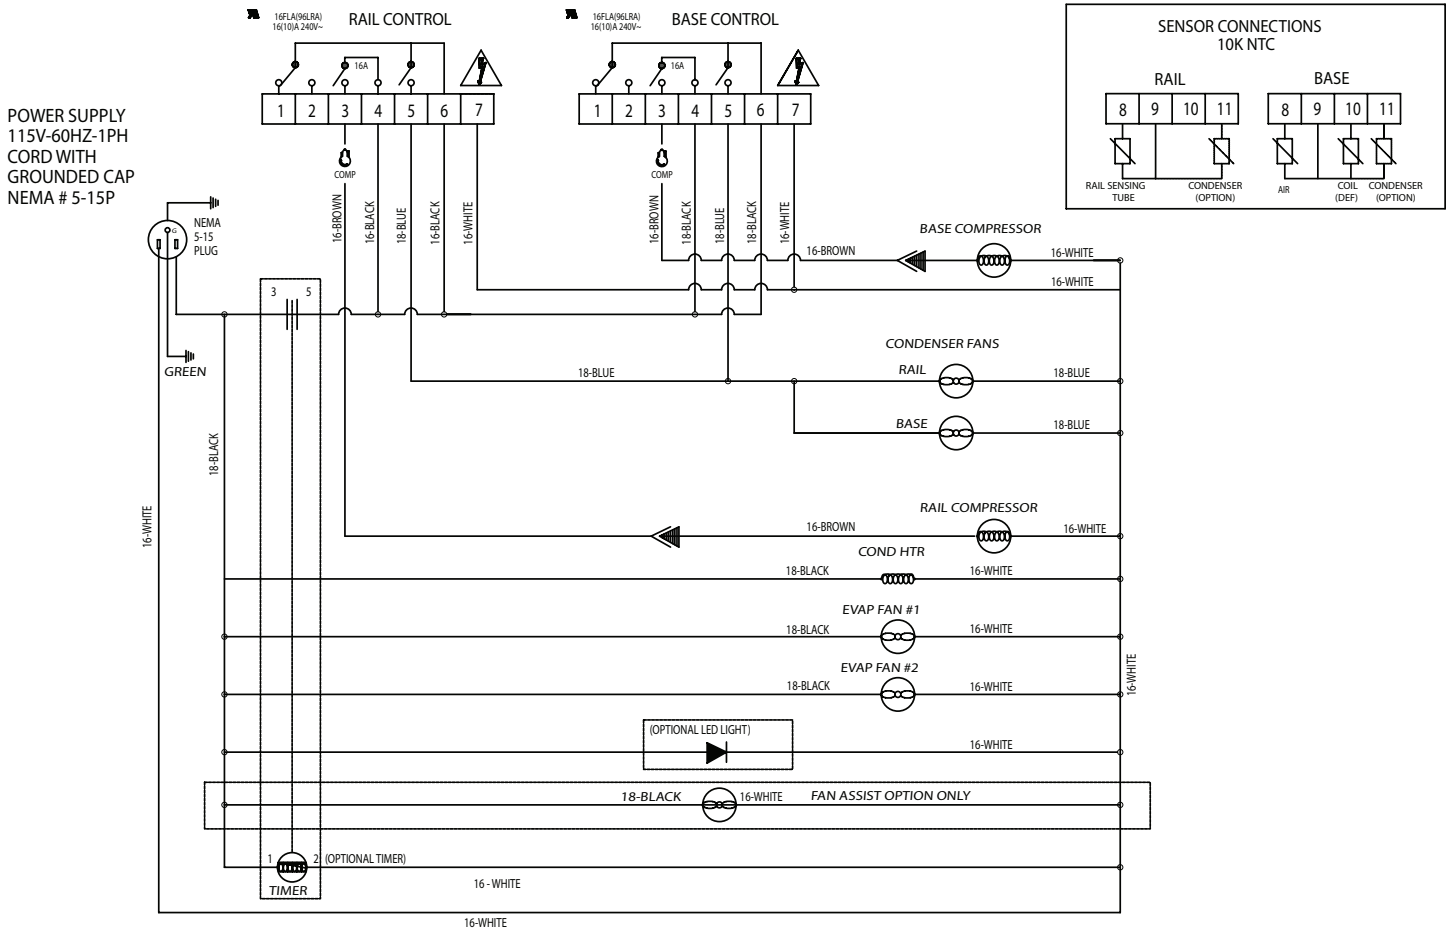 16FLA(96LRA)
16(10)A 240V~
RAIL CONTROL
16A
1 2 3 4 5 6 7
COMP
16-BROWN
16-BLACK
18-BLUE
16-BLACK
16-WHITE
16FLA(96LRA)
16(10)A 240V~
BASE CONTROL
16A
1 2 3 4 5 6 7
COMP
16-BROWN
18-BLACK
18-BLUE
18-BLACK
16-WHITE
SENSOR CONNECTIONS
10K NTC
RAIL
8 9 10 11
RAIL SENSING
TUBE
CONDENSER
(OPTION)
BASE
8 9 10 11
AIR
COIL
(DEF)
CONDENSER
(OPTION)
POWER SUPPLY
115V-60HZ-1PH
CORD WITH
GROUNDED CAP
NEMA # 5-15P
G
NEMA
5-15
PLUG
GREEN
3 5
BASE COMPRESSOR
16-BROWN
16-WHITE
16-WHITE
CONDENSER FANS
RAIL
18-BLUE
18-BLUE
BASE
18-BLUE
18-BLACK
16-WHITE
RAIL COMPRESSOR
16-BROWN
16-WHITE
COND HTR
18-BLACK
16-WHITE
EVAP FAN #1
18-BLACK
16-WHITE
EVAP FAN #2
18-BLACK
16-WHITE
16-WHITE
(OPTIONAL LED LIGHT)
16-WHITE
18-BLACK
16-WHITE
FAN ASSIST OPTION ONLY
1 2 (OPTIONAL TIMER)
TIMER
16 - WHITE
16-WHITE